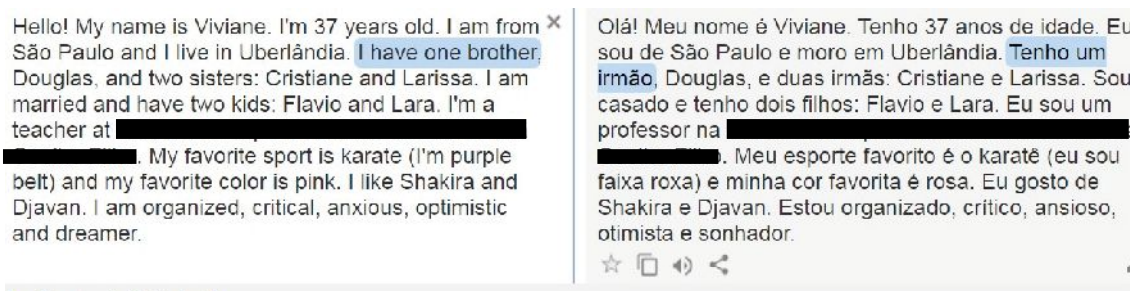 Hello! My name is Viviane. I'm 37 years old. I am from
São Paulo and I live in Uberlândia. I have one brother,
Douglas, and two sisters: Cristiane and Larissa. I am
married and have two kids: Flavio and Lara. I'm a
teacher at
. My favorite sport is karate (I'm purple
belt) and my favorite color is pink. I like Shakira and
Djavan. I am organized, critical, anxious, optimistic
and dreamer.
Olá! Meu nome é Viviane. Tenho 37 anos de idade. Eu
sou de São Paulo e moro em Uberlândia. Tenho um
irmão, Douglas, e duas irmãs: Cristiane e Larissa. Sou
casado e tenho dois filhos: Flavio e Lara. Eu sou um
professor na
. Meu esporte favorito é o karatê (eu sou
faixa roxa) e minha cor favorita é rosa. Eu gosto de
Shakira e Djavan. Estou organizado, crítico, ansioso,
otimista e sonhador.